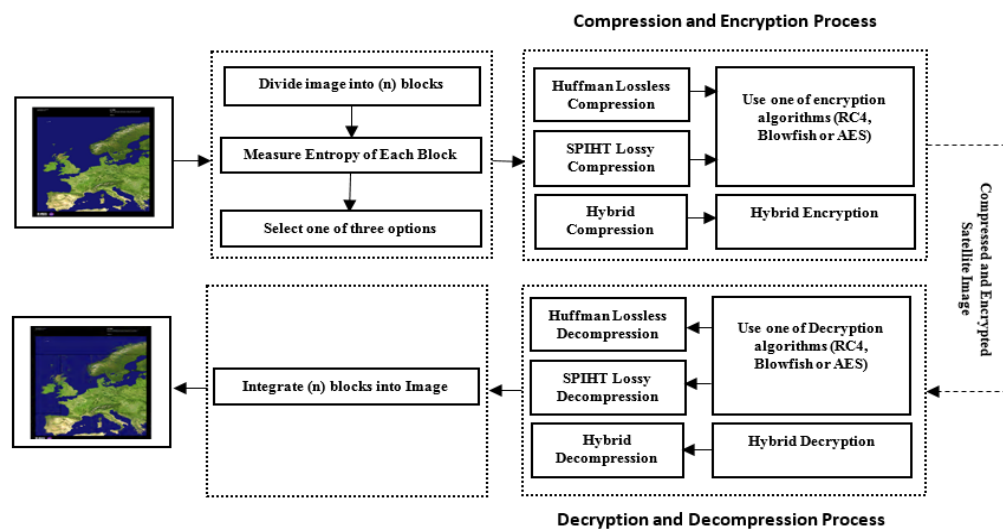 Compression and Encryption Process
Divide image into (n) blocks
Measure Entropy of Each Block
Select one of three options
Huffman Lossless
Compression
SPIHT Lossy
Compression
Hybrid
Compression
Use one of encryption
algorithms (RC4,
Blowfish or AES)
Hybrid Encryption
Compressed and Encrypted
Satellite Image
Use one of Decryption
algorithms (RC4,
Blowfish or AES)
Hybrid Decryption
Huffman Lossless
Decompression
SPIHT Lossy
Decompression
Hybrid
Decompression
Integrate (n) blocks into Image
Decryption and Decompression Process